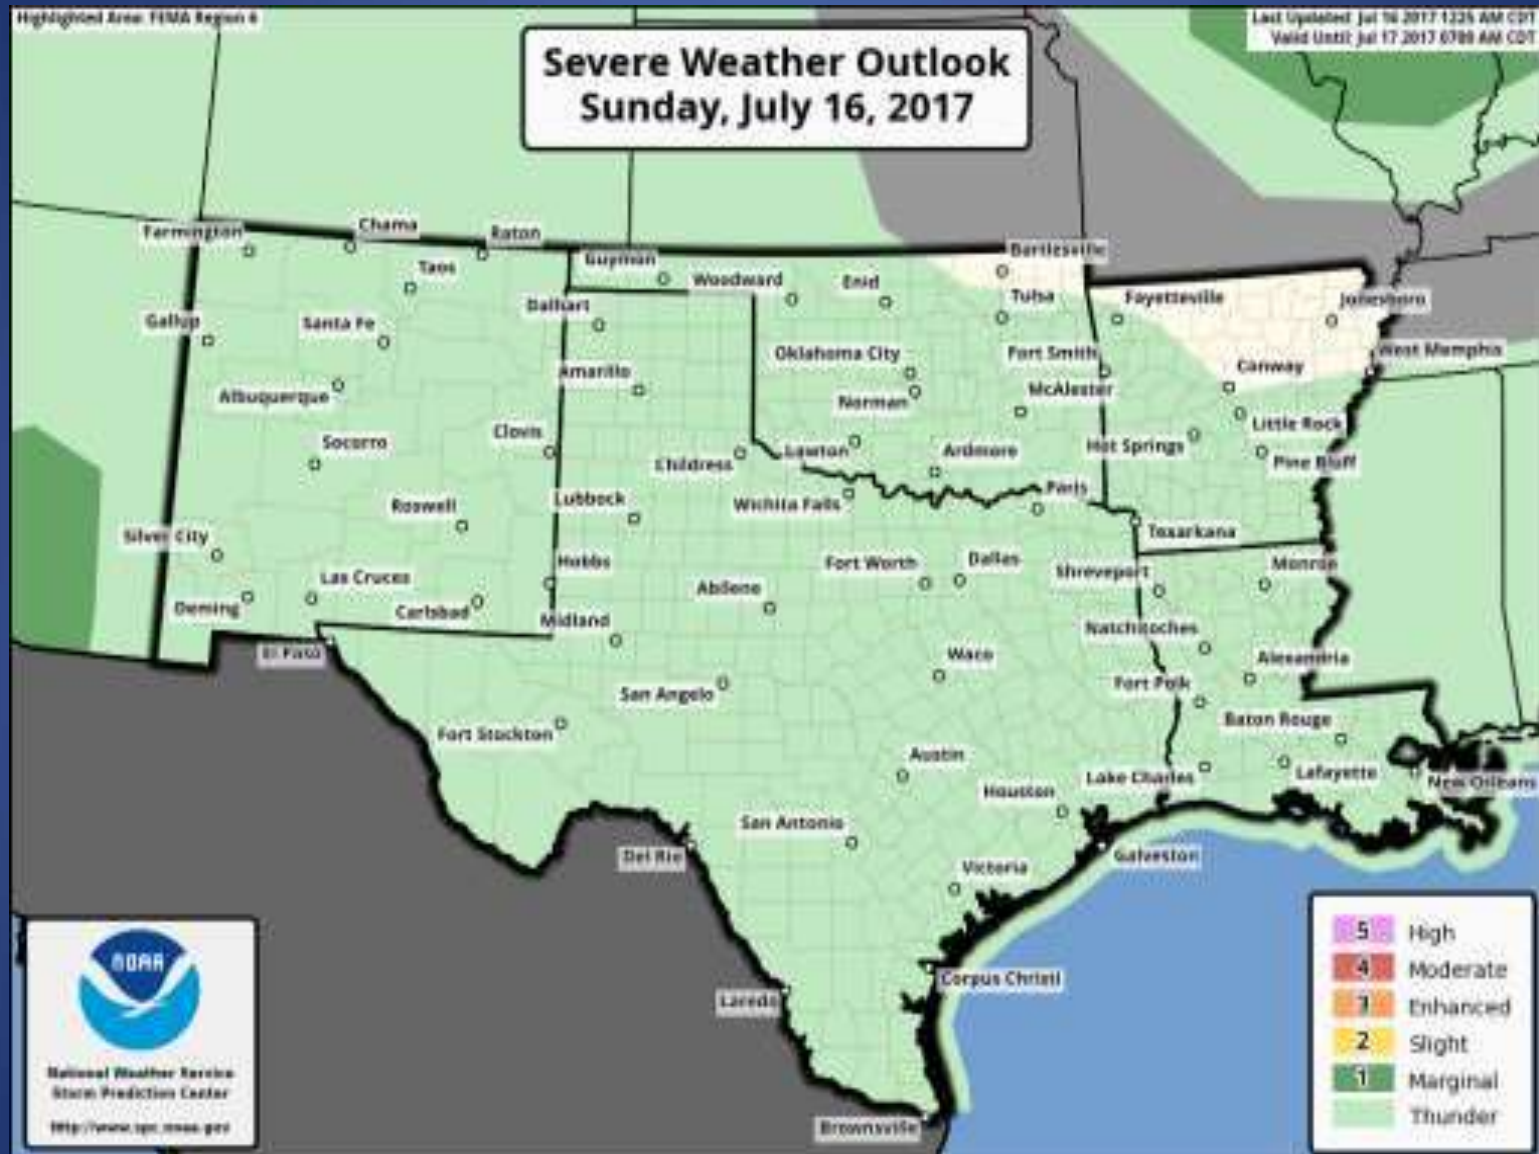 Highlighted Area: FEMA Region 6
Last Updated: Jul 16 2017 1225 AM CDT
Valid Until: Jul 17 2017 0700 AM CDT
Severe Weather Outlook
Sunday, July 16, 2017
Farmington
Chama
Raton
Taos
Guymon
Woodward
Enid
Bartlesville
Tulsa
Fayetteville
Jonesboro
Gallup
Santa Fe
Dalhart
Albuquerque
Amarillo
Oklahoma City
Norman
Fort Smith
McAlester
Conway
West Memphis
Socorro
Clovis
Childress
Lawton
Ardmore
Hot Springs
Little Rock
Pine Bluff
Roswell
Lubbock
Wichita Falls
Paris
Texarkana
Silver City
Las Cruces
Hobbs
Deming
Carlsbad
Midland
Abilene
Fort Worth
Dallas
Shreveport
Monroe
El Paso
San Angelo
Waco
Natchitoches
Alexandria
Fort Polk
Fort Stockton
Baton Rouge
Austin
Houston
Lake Charles
Lafayette
New Orleans
San Antonio
Del Rio
Victoria
Galveston
Corpus Christi
Laredo
Brownsville
NOAA
National Weather Service
Storm Prediction Center
http://www.spc.noaa.gov
5 High
4 Moderate
3 Enhanced
2 Slight
1 Marginal
Thunder